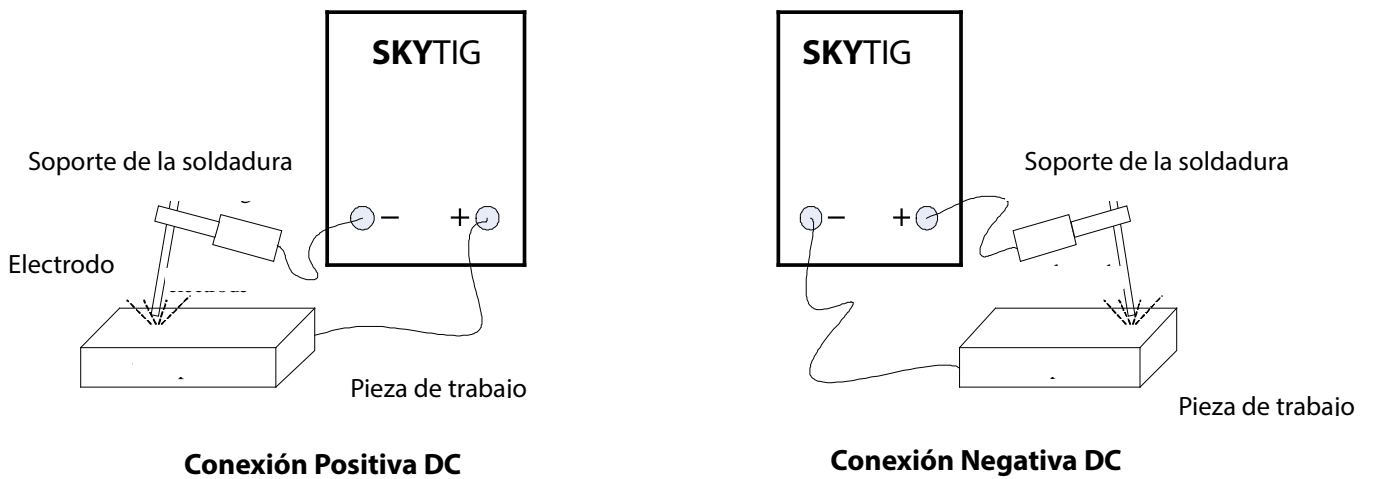 SKYTIG
Soporte de la soldadura
− +
Electrodo
Pieza de trabajo
Conexión Positiva DC
SKYTIG
Soporte de la soldadura
− +
Pieza de trabajo
Conexión Negativa DC